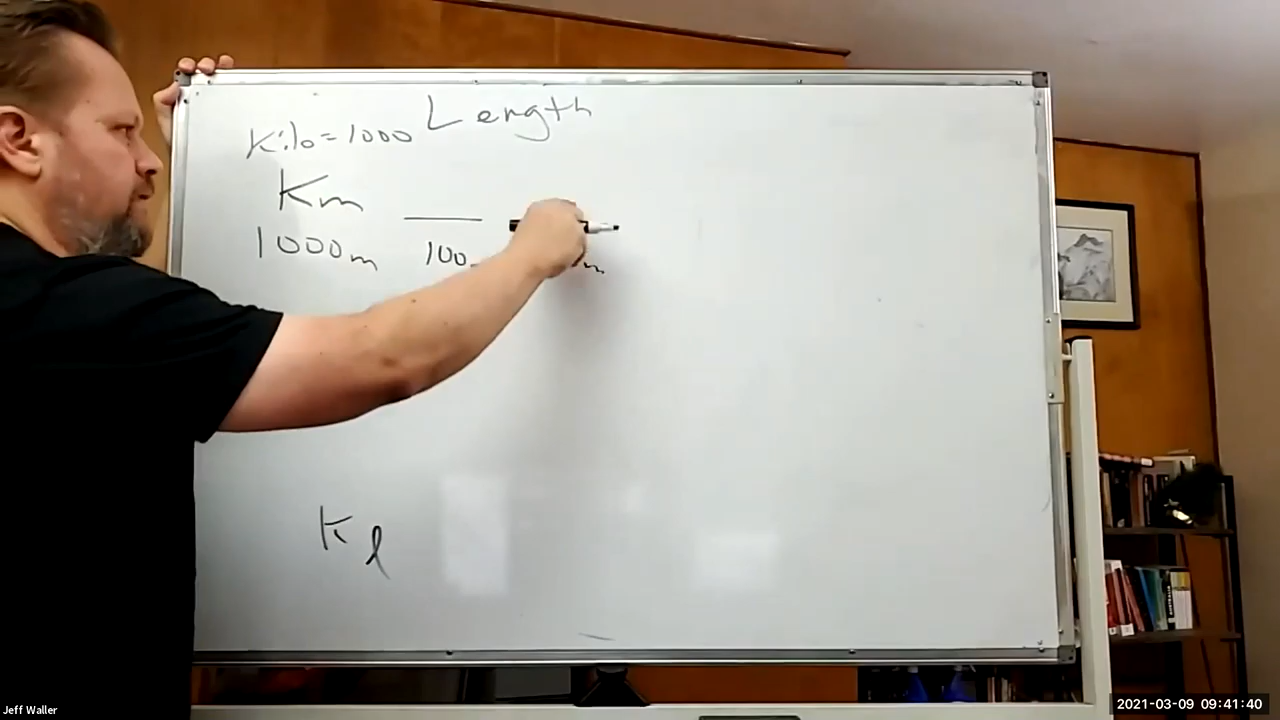 Length
Kilo=1000
Km
1000m 100 m
Kl
Jeff Waller
2021-03-09 09:41:40